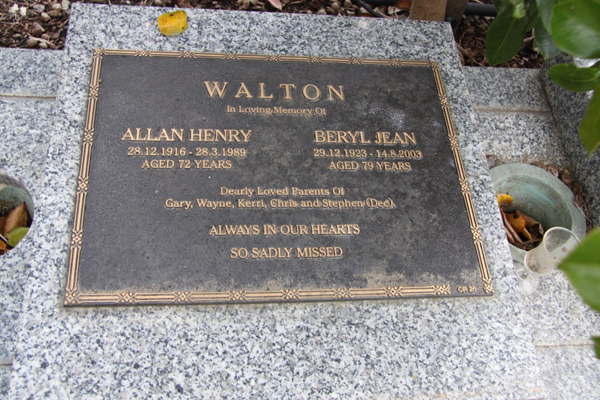 WALTON
In Loving Memory Of
ALLAN HENRY
28.12.1916 - 28.3.1989
AGED 72 YEARS
BERYL JEAN
29.12.1923 - 14.8.2003
AGED 79 YEARS
Dearly Loved Parents Of
Gary, Wayne, Kerri, Chris and Stephen (Dec).
ALWAYS IN OUR HEARTS
SO SADLY MISSED